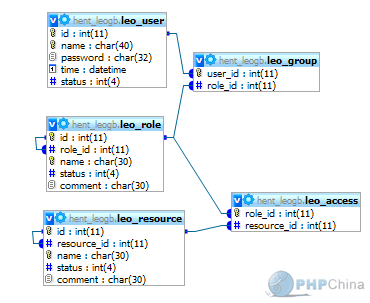 hent_leogb.leo_user
id : int(11)
name : char(40)
password : char(32)
time : datetime
# status : int(4)
hent_leogb.leo_group
user_id : int(11)
# role_id : int(11)
hent_leogb.leo_role
id : int(11)
# role_id : int(11)
name : char(30)
# status : int(4)
comment : char(30)
hent_leogb.leo_access
role_id : int(11)
# resource_id : int(11)
hent_leogb.leo_resource
id : int(11)
# resource_id : int(11)
name : char(30)
# status : int(4)
comment : char(30)
PHPChina